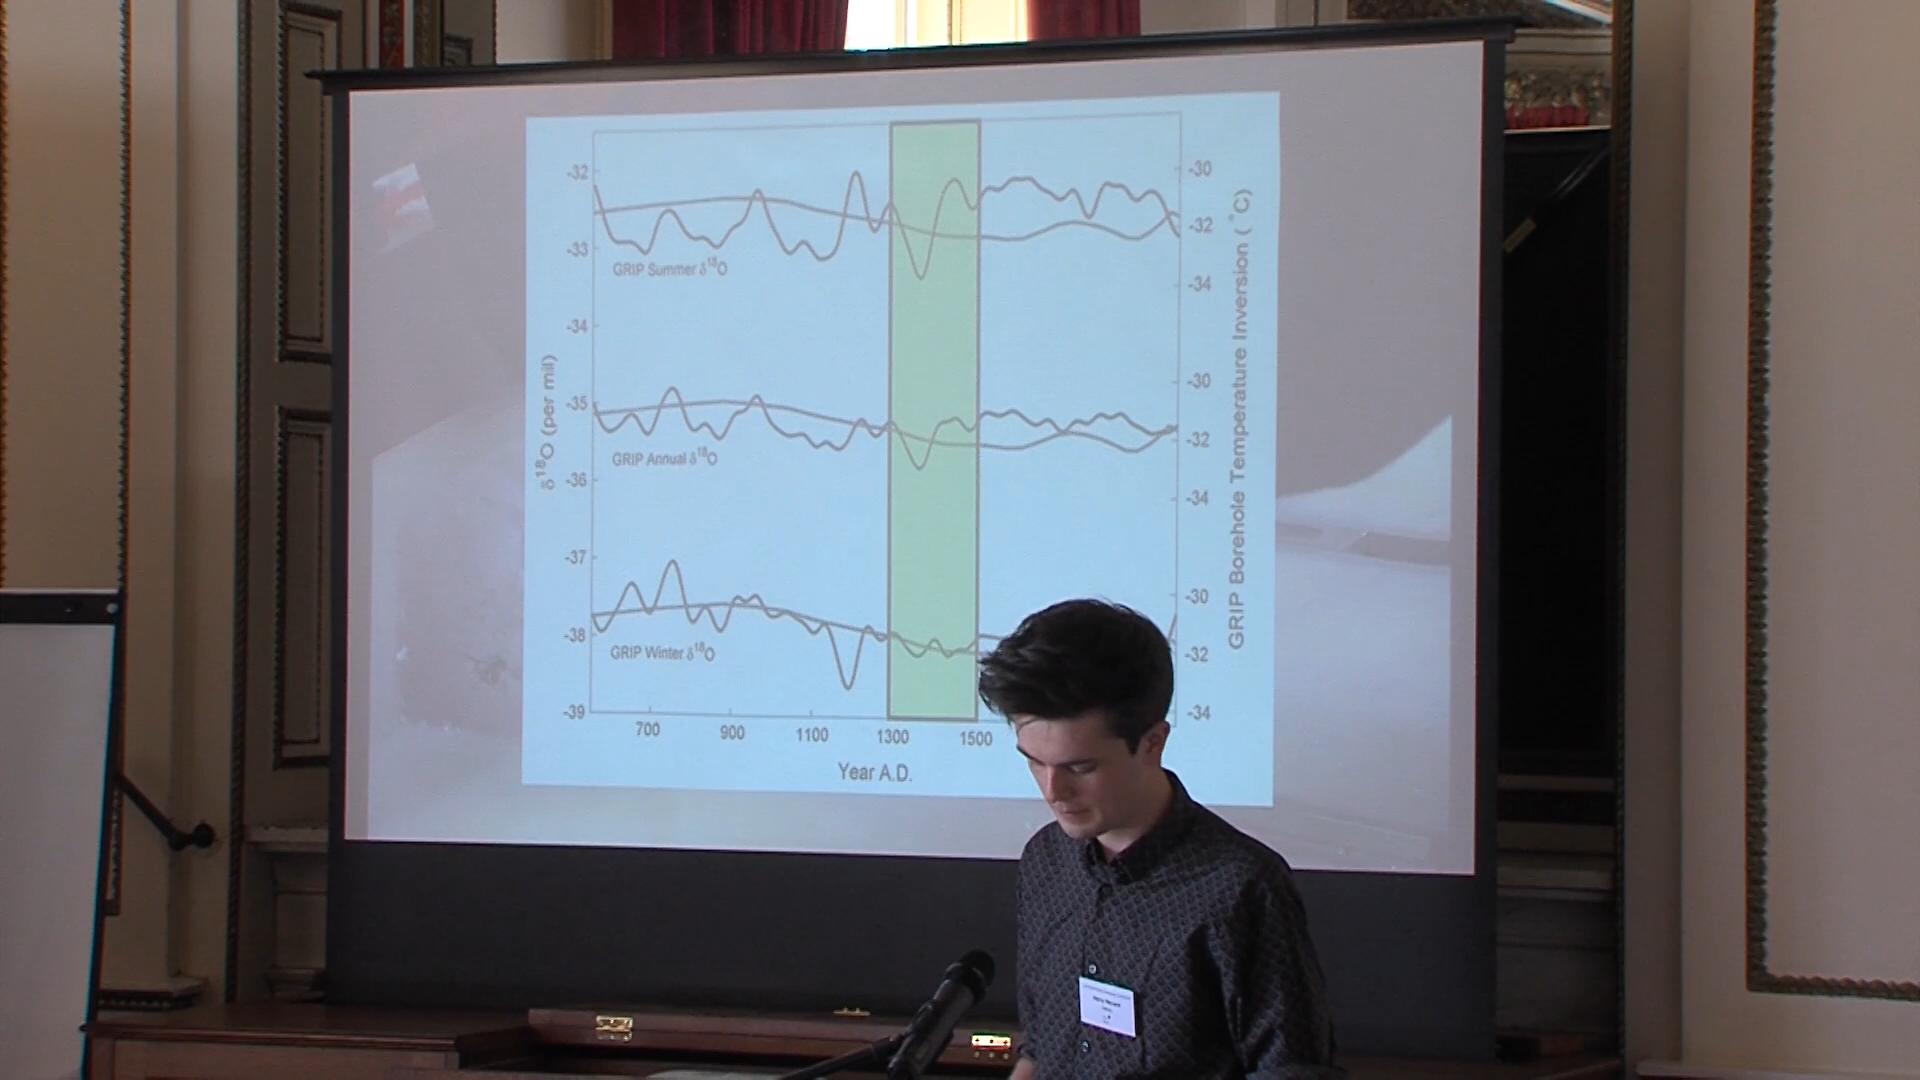 -32
-33
-34
-35
-36
-37
-38
-39
δ¹⁸O (per mil)
GRIP Summer δ¹⁸O
GRIP Annual δ¹⁸O
GRIP Winter δ¹⁸O
-30
-32
-34
-30
-32
-34
-30
-32
-34
GRIP Borehole Temperature Inversion (°C)
700 900 1100 1300 1500
Year A.D.